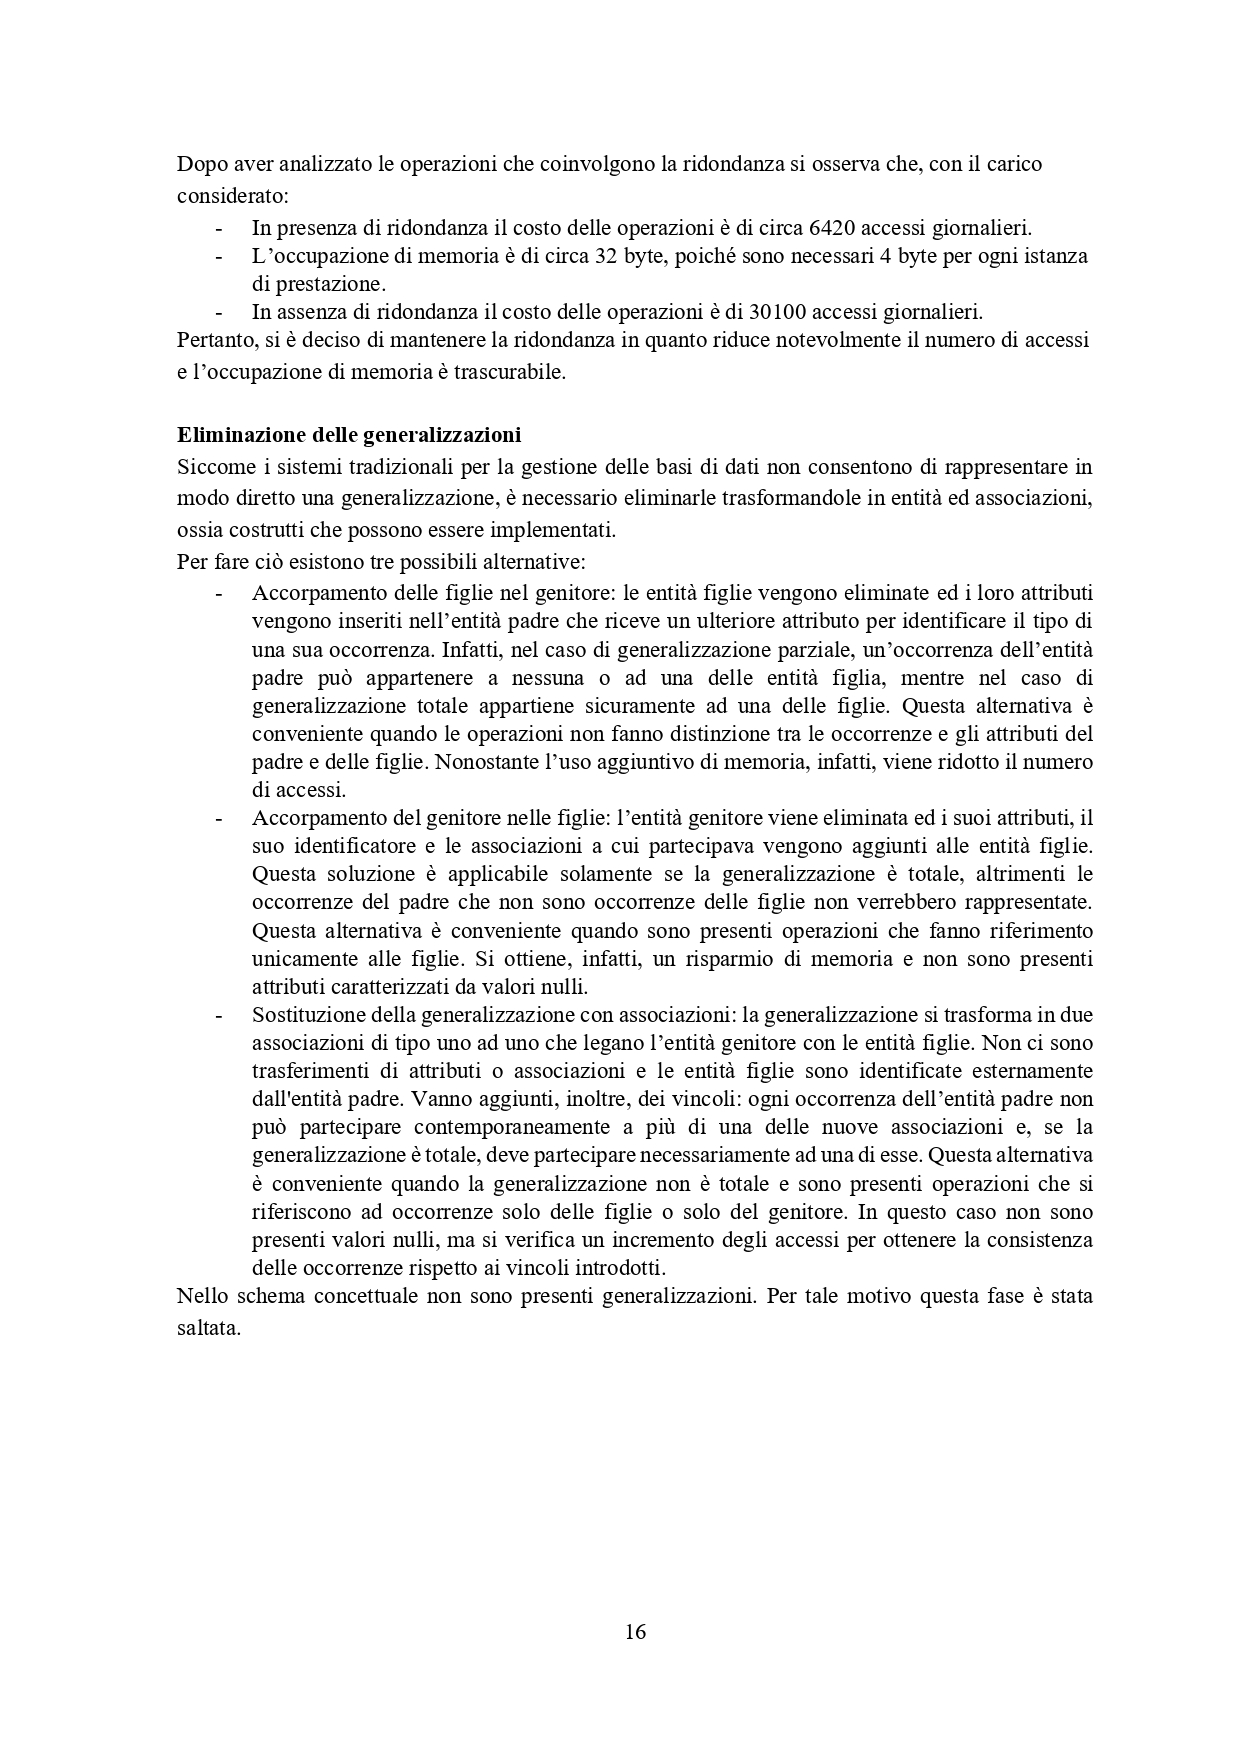 Dopo aver analizzato le operazioni che coinvolgono la ridondanza si osserva che, con il carico
considerato:
- In presenza di ridondanza il costo delle operazioni è di circa 6420 accessi giornalieri.
- L’occupazione di memoria è di circa 32 byte, poiché sono necessari 4 byte per ogni istanza
di prestazione.
- In assenza di ridondanza il costo delle operazioni è di 30100 accessi giornalieri.
Pertanto, si è deciso di mantenere la ridondanza in quanto riduce notevolmente il numero di accessi
e l’occupazione di memoria è trascurabile.
Eliminazione delle generalizzazioni
Siccome i sistemi tradizionali per la gestione delle basi di dati non consentono di rappresentare in
modo diretto una generalizzazione, è necessario eliminarle trasformandole in entità ed associazioni,
ossia costrutti che possono essere implementati.
Per fare ciò esistono tre possibili alternative:
- Accorpamento delle figlie nel genitore: le entità figlie vengono eliminate ed i loro attributi
vengono inseriti nell’entità padre che riceve un ulteriore attributo per identificare il tipo di
una sua occorrenza. Infatti, nel caso di generalizzazione parziale, un’occorrenza dell’entità
padre può appartenere a nessuna o ad una delle entità figlia, mentre nel caso di
generalizzazione totale appartiene sicuramente ad una delle figlie. Questa alternativa è
conveniente quando le operazioni non fanno distinzione tra le occorrenze e gli attributi del
padre e delle figlie. Nonostante l’uso aggiuntivo di memoria, infatti, viene ridotto il numero
di accessi.
- Accorpamento del genitore nelle figlie: l’entità genitore viene eliminata ed i suoi attributi, il
suo identificatore e le associazioni a cui partecipava vengono aggiunti alle entità figlie.
Questa soluzione è applicabile solamente se la generalizzazione è totale, altrimenti le
occorrenze del padre che non sono occorrenze delle figlie non verrebbero rappresentate.
Questa alternativa è conveniente quando sono presenti operazioni che fanno riferimento
unicamente alle figlie. Si ottiene, infatti, un risparmio di memoria e non sono presenti
attributi caratterizzati da valori nulli.
- Sostituzione della generalizzazione con associazioni: la generalizzazione si trasforma in due
associazioni di tipo uno ad uno che legano l’entità genitore con le entità figlie. Non ci sono
trasferimenti di attributi o associazioni e le entità figlie sono identificate esternamente
dall'entità padre. Vanno aggiunti, inoltre, dei vincoli: ogni occorrenza dell’entità padre non
può partecipare contemporaneamente a più di una delle nuove associazioni e, se la
generalizzazione è totale, deve partecipare necessariamente ad una di esse. Questa alternativa
è conveniente quando la generalizzazione non è totale e sono presenti operazioni che si
riferiscono ad occorrenze solo delle figlie o solo del genitore. In questo caso non sono
presenti valori nulli, ma si verifica un incremento degli accessi per ottenere la consistenza
delle occorrenze rispetto ai vincoli introdotti.
Nello schema concettuale non sono presenti generalizzazioni. Per tale motivo questa fase è stata
saltata.
16